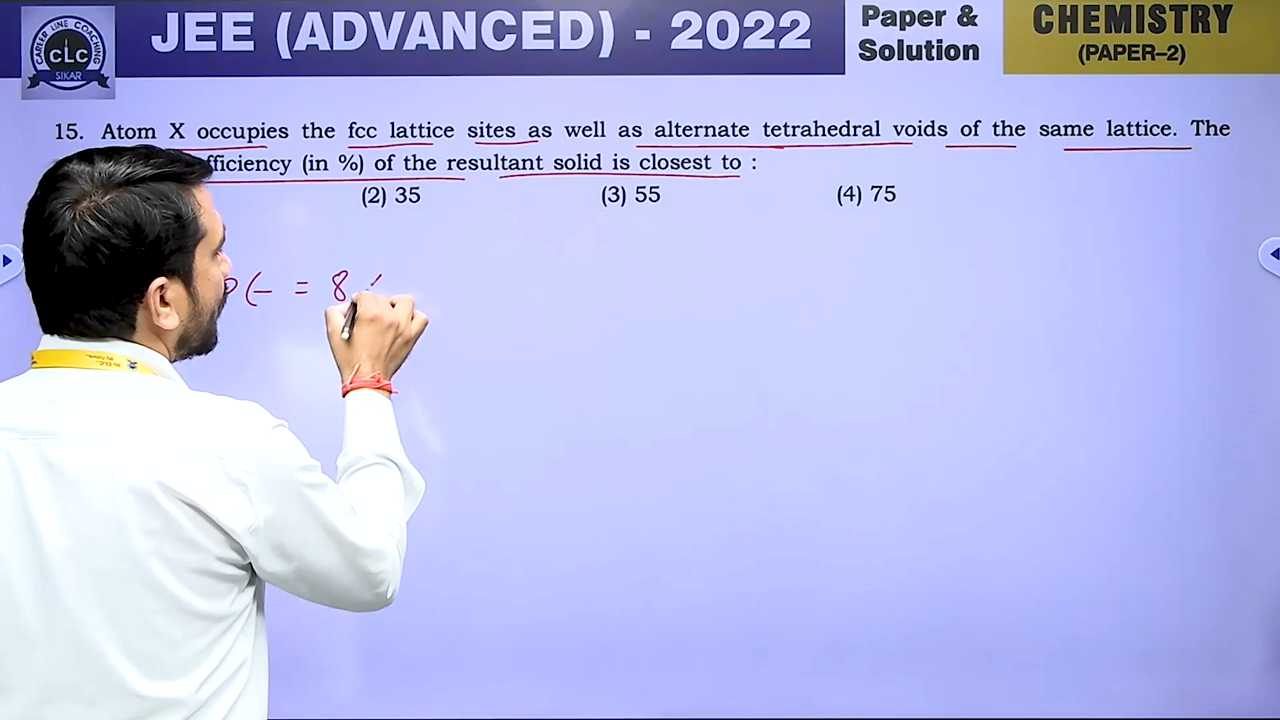 CAREER LINE COACHING
CLC
SIKAR
JEE (ADVANCED) - 2022
Paper &
Solution
CHEMISTRY
(PAPER–2)
15. Atom X occupies the fcc lattice sites as well as alternate tetrahedral voids of the same lattice. The
fficiency (in %) of the resultant solid is closest to :
(2) 35 (3) 55 (4) 75
= 8